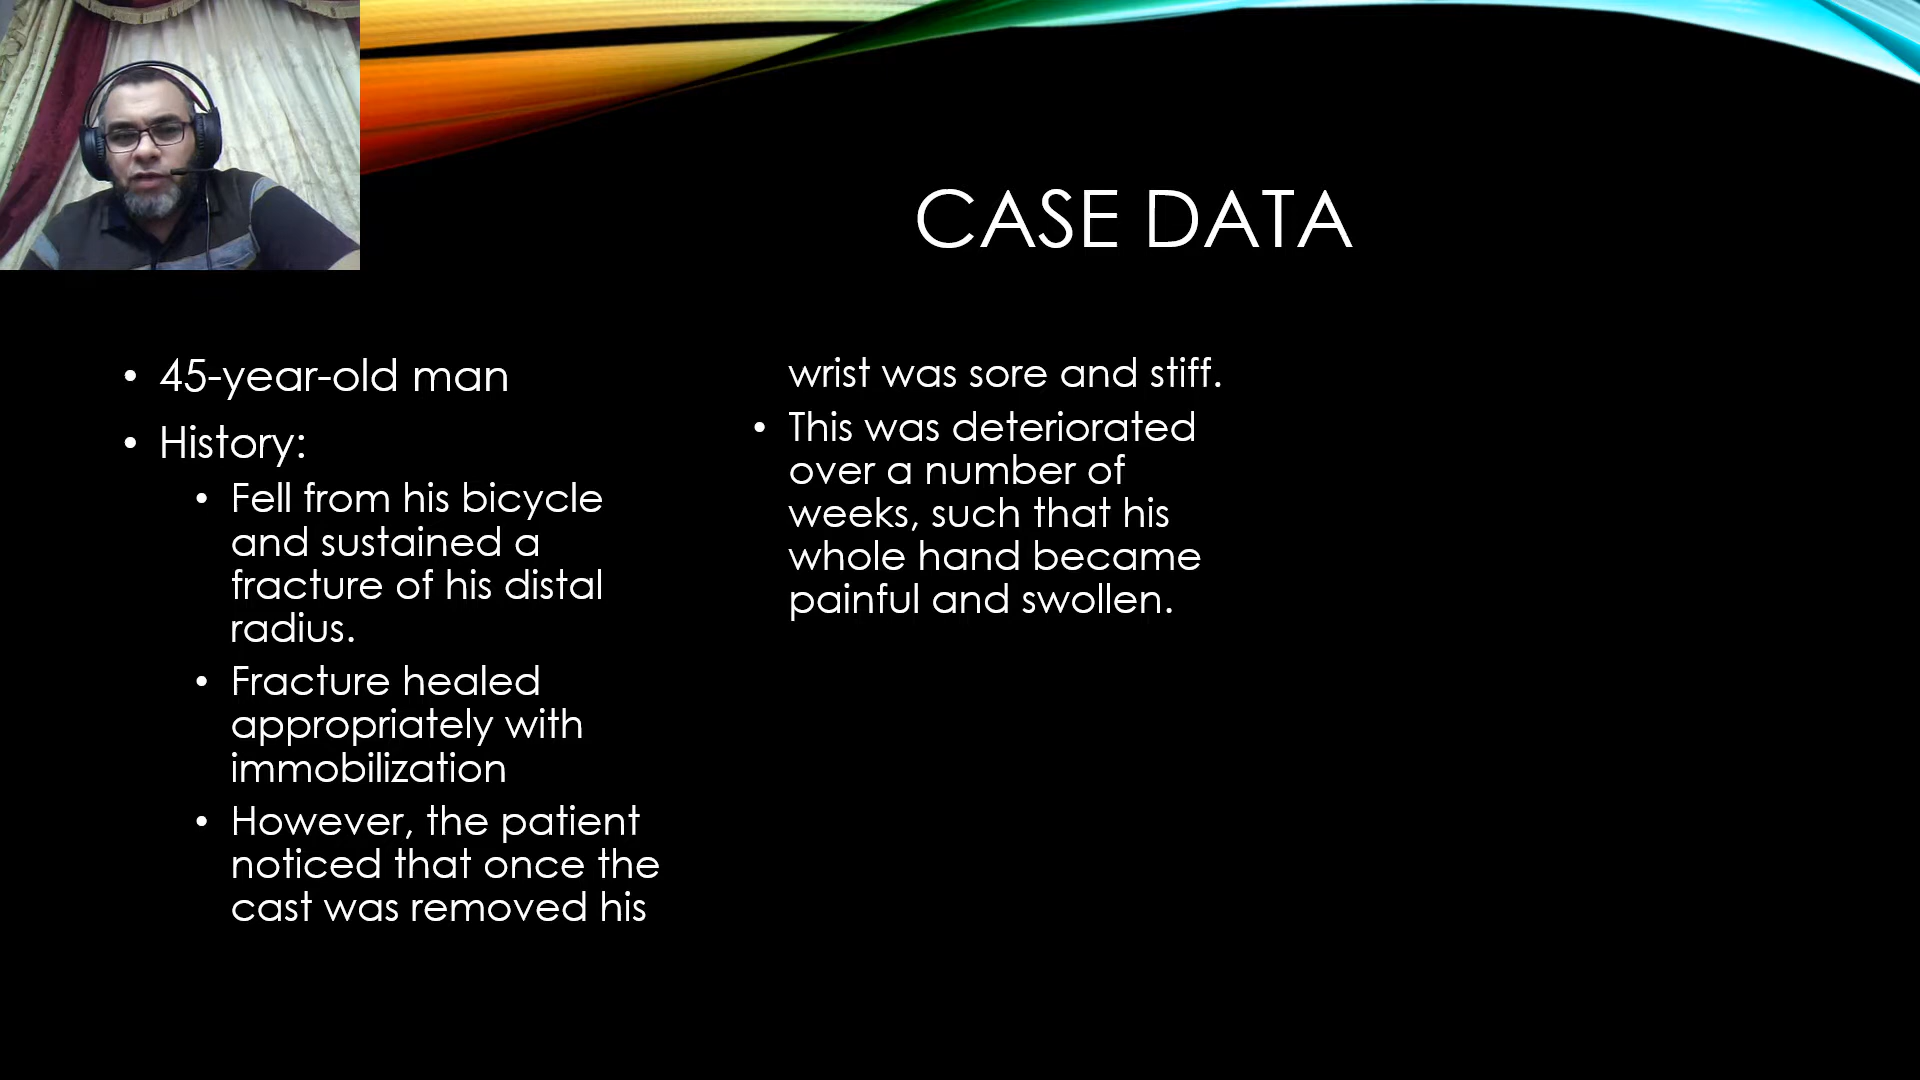 CASE DATA
• 45-year-old man
• History:
• Fell from his bicycle
and sustained a
fracture of his distal
radius.
• Fracture healed
appropriately with
immobilization
• However, the patient
noticed that once the
cast was removed his
wrist was sore and stiff.
• This was deteriorated
over a number of
weeks, such that his
whole hand became
painful and swollen.